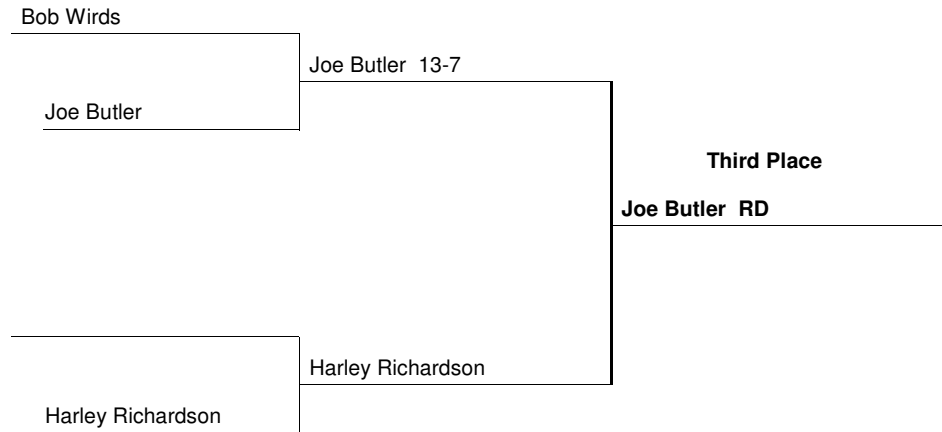 Bob Wirds
Joe Butler 13-7
Joe Butler
Third Place
Joe Butler RD
Harley Richardson
Harley Richardson